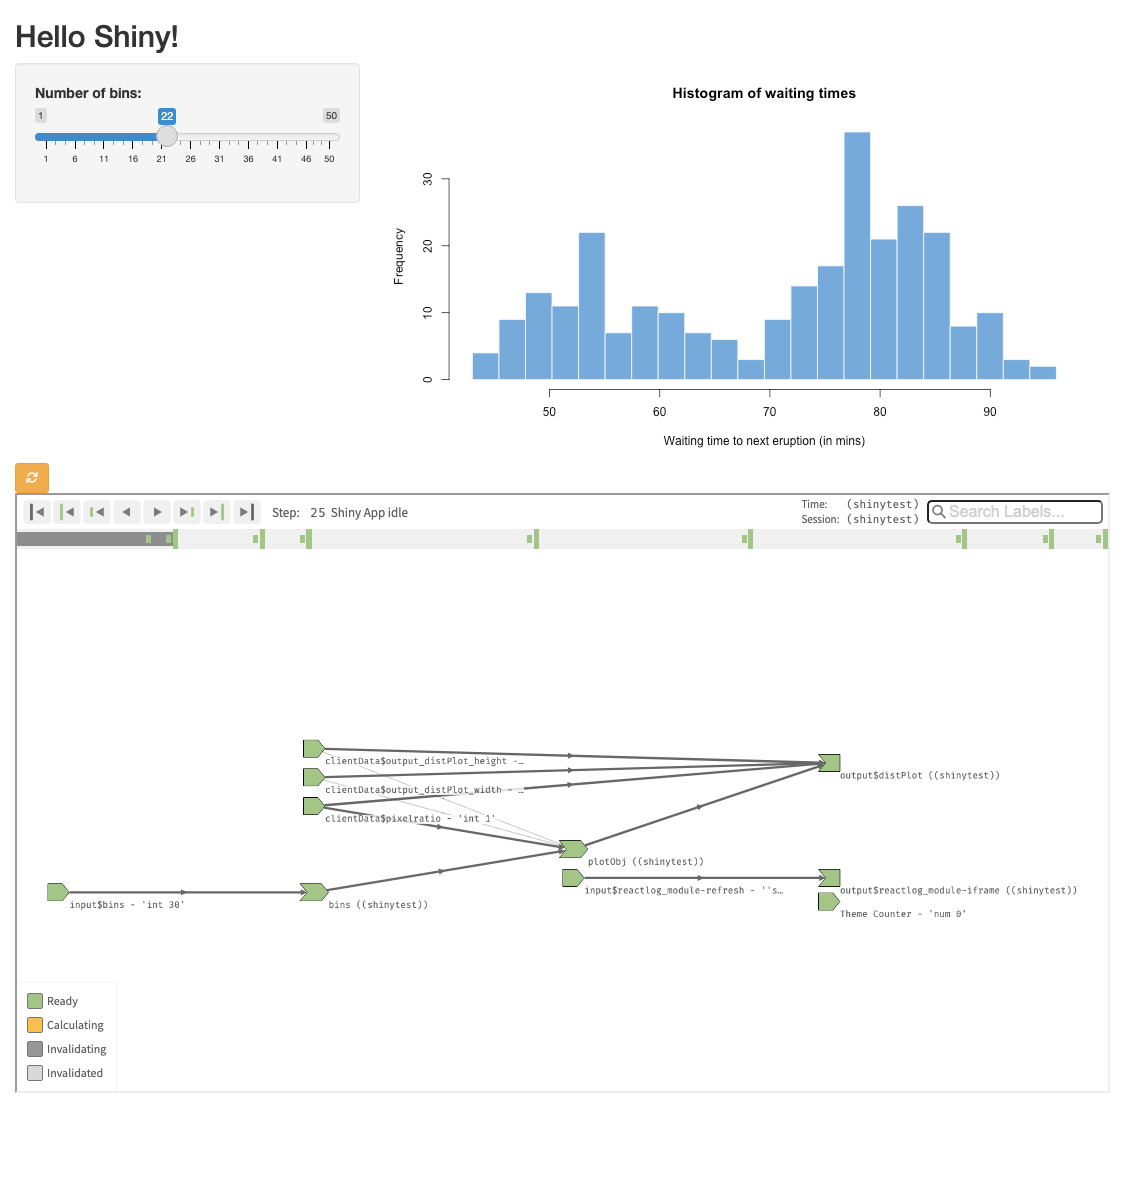 Hello Shiny!
Number of bins:
1 22 50
1 6 11 16 21 26 31 36 41 46 50
Histogram of waiting times
Frequency
0 10 20 30
50 60 70 80 90
Waiting time to next eruption (in mins)
Step: 25 Shiny App idle
Time: (shinytest)
Session: (shinytest)
Search Labels...
clientData$output_distPlot_height -…
output$distPlot ((shinytest))
clientData$output_distPlot_width - …
clientData$pixelratio - 'int 1'
plotObj ((shinytest))
input$reactlog_module-refresh - ''s…
output$reactlog_module-iframe ((shinytest))
input$bins - 'int 30'
bins ((shinytest))
Theme Counter - 'num 0'
Ready
Calculating
Invalidating
Invalidated